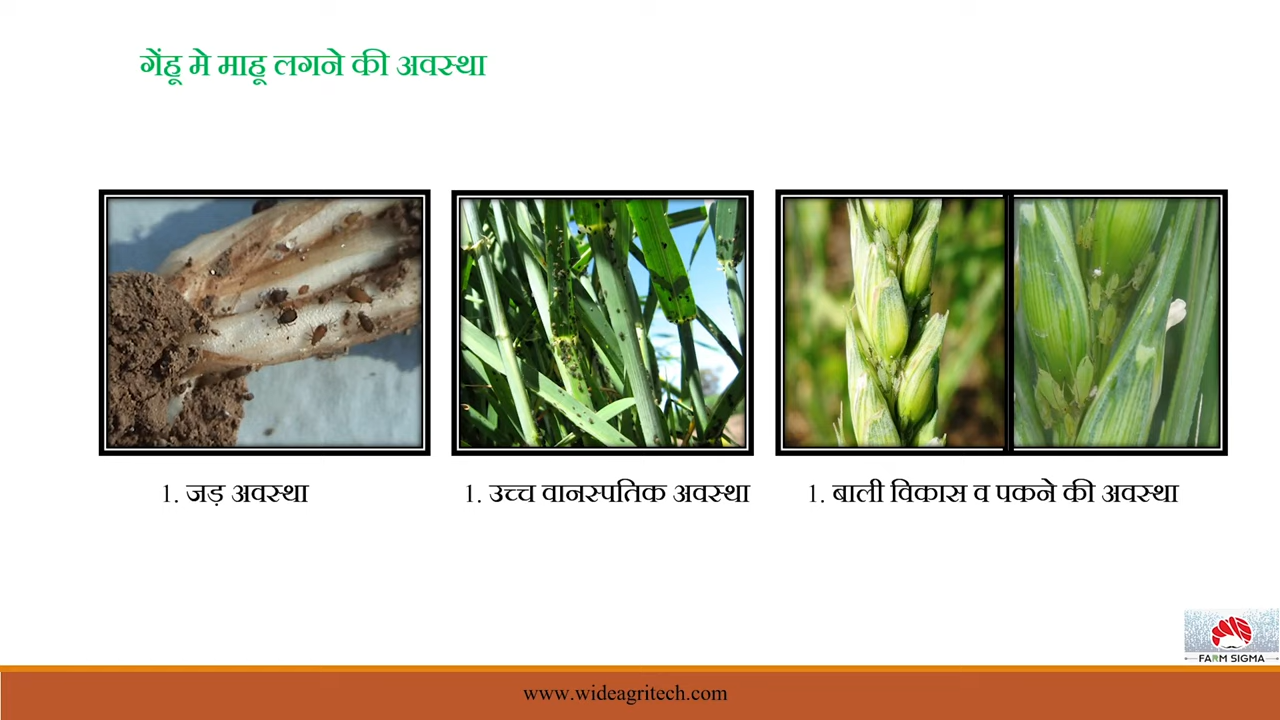 गेंहू मे माहू लगने की अवस्था
1. जड़ अवस्था
1. उच्च वानस्पतिक अवस्था
1. बाली विकास व पकने की अवस्था
FARM SIGMA
www.wideagritech.com